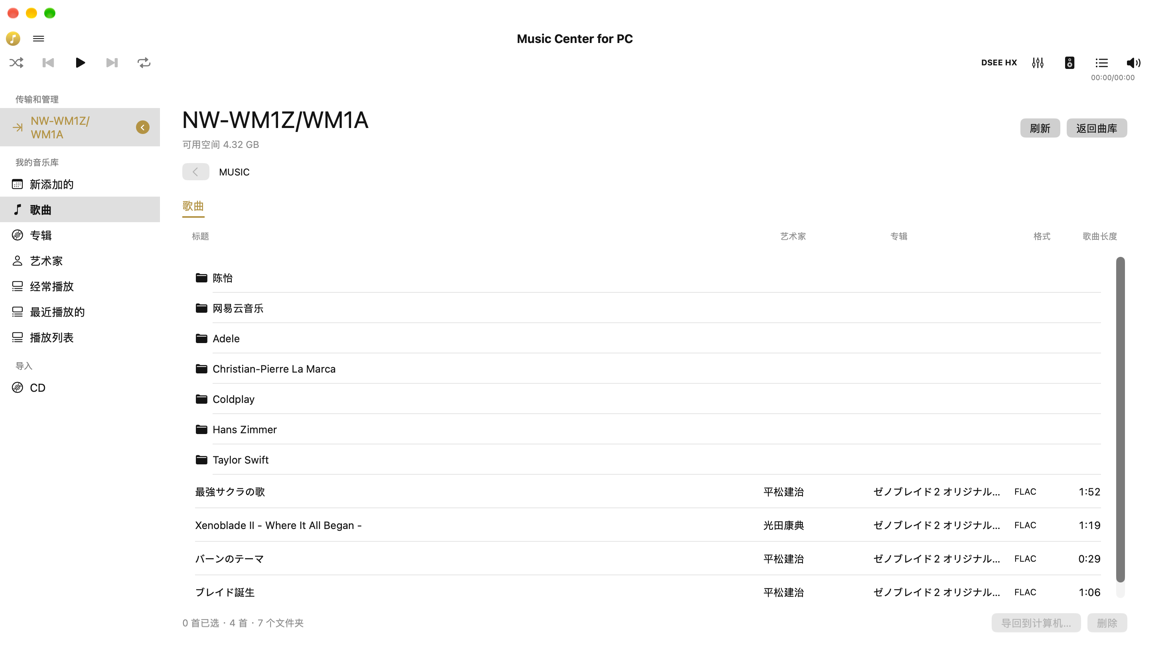 Music Center for PC
DSEE HX
00:00/00:00
传输和管理
NW-WM1Z/
WM1A
我的音乐库
新添加的
歌曲
专辑
艺术家
经常播放
最近播放的
播放列表
导入
CD
NW-WM1Z/WM1A
可用空间 4.32 GB
刷新 返回曲库
MUSIC
歌曲
标题 艺术家 专辑 格式 歌曲长度
陈怡
网易云音乐
Adele
Christian-Pierre La Marca
Coldplay
Hans Zimmer
Taylor Swift
最強サクラの歌 平松建治 ゼノブレイド2 オリジナル... FLAC 1:52
Xenoblade II - Where It All Began - 光田康典 ゼノブレイド2 オリジナル... FLAC 1:19
バーンのテーマ 平松建治 ゼノブレイド2 オリジナル... FLAC 0:29
ブレイド誕生 平松建治 ゼノブレイド2 オリジナル... FLAC 1:06
0 首已选 · 4 首 · 7 个文件夹 导回到计算机... 删除